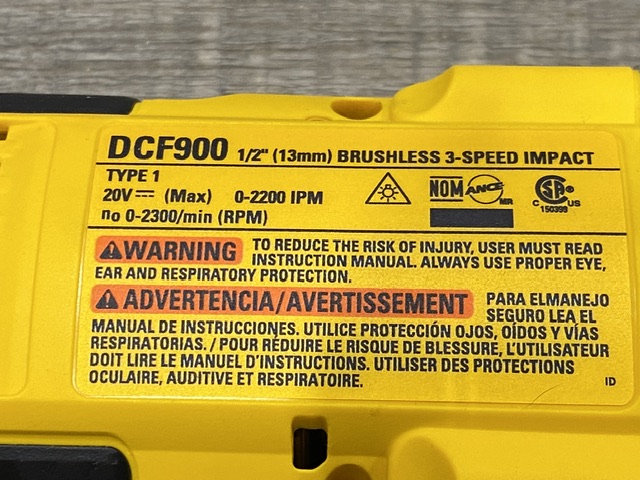 DCF900 1/2" (13mm) BRUSHLESS 3-SPEED IMPACT
TYPE 1
20V⎓ (Max) 0-2200 IPM
no 0-2300/min (RPM)
NOM ANCE MR
C SA US
150399
⚠WARNING TO REDUCE THE RISK OF INJURY, USER MUST READ
INSTRUCTION MANUAL. ALWAYS USE PROPER EYE,
EAR AND RESPIRATORY PROTECTION.
⚠ADVERTENCIA/AVERTISSEMENT PARA ELMANEJO
SEGURO LEA EL
MANUAL DE INSTRUCCIONES. UTILICE PROTECCIÓN OJOS, OÍDOS Y VÍAS
RESPIRATORIAS. / POUR RÉDUIRE LE RISQUE DE BLESSURE, L'UTILISATEUR
DOIT LIRE LE MANUEL D'INSTRUCTIONS. UTILISER DES PROTECTIONS
OCULAIRE, AUDITIVE ET RESPIRATOIRE.
ID